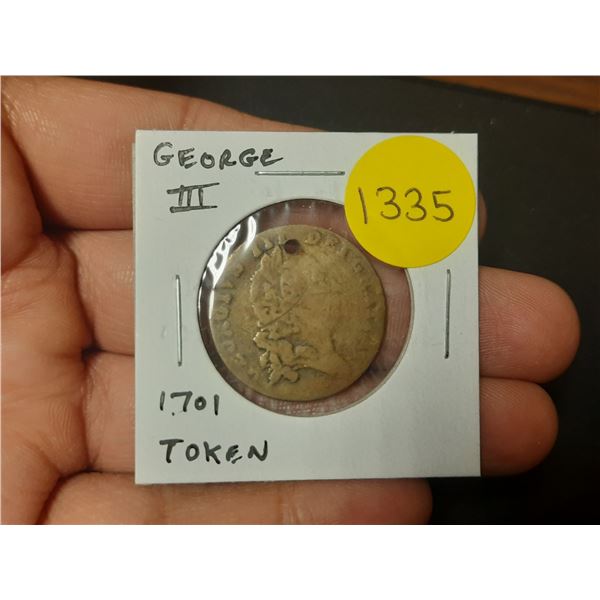 GEORGE
III
1335
1701
TOKEN